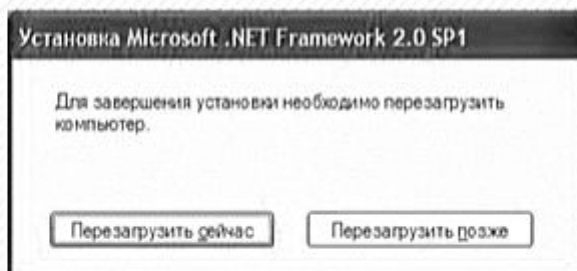 Установка Microsoft .NET Framework 2.0 SP1
Для завершения установки необходимо перезагрузить
компьютер.
Перезагрузить сейчас
Перезагрузить позже